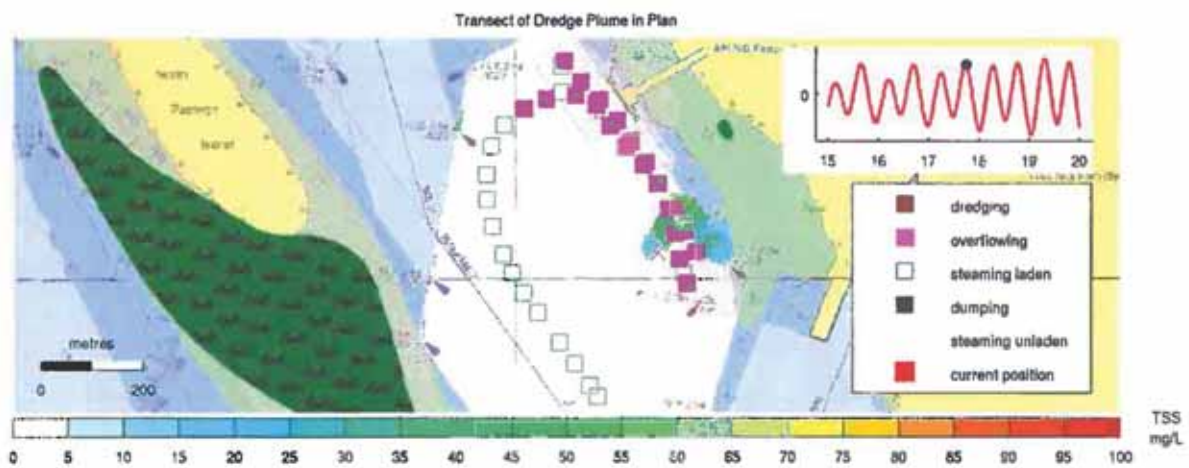 Transect of Dredge Plume in Plan
North
Island
0
15 16 17 18 19 20
dredging
overflowing
steaming laden
dumping
steaming unladen
current position
metres
0 200
TSS
mg/L
0 5 10 15 20 25 30 35 40 45 50 55 60 65 70 75 80 85 90 95 100